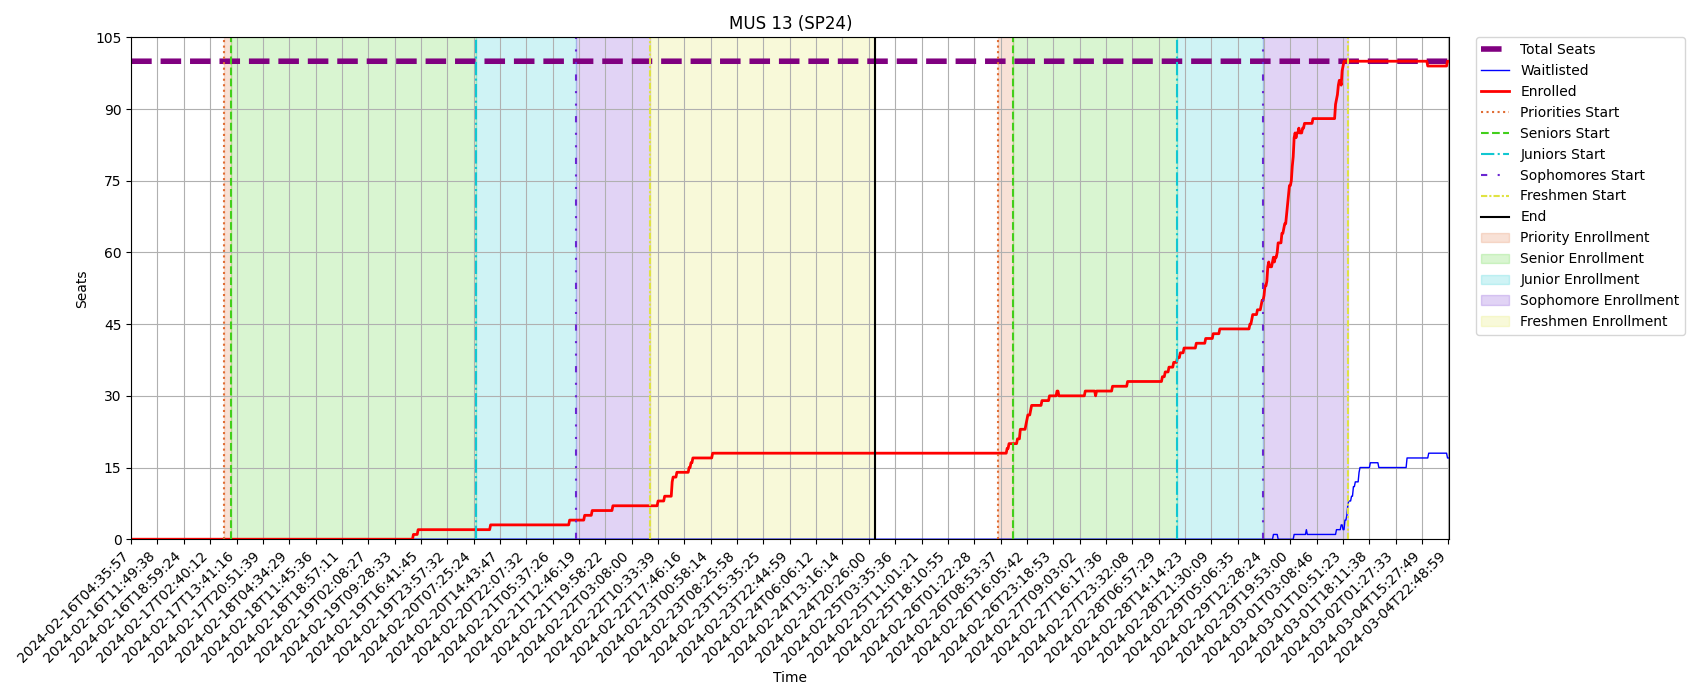 MUS 13 (SP24)
105
90
75
60
45
30
15
0
Seats
2024-02-16T04:35:57
2024-02-16T11:49:38
2024-02-16T18:59:24
2024-02-17T02:40:12
2024-02-17T13:41:16
2024-02-17T20:51:39
2024-02-18T04:34:29
2024-02-18T11:45:36
2024-02-18T18:57:11
2024-02-19T02:08:27
2024-02-19T09:28:33
2024-02-19T16:41:45
2024-02-19T23:57:32
2024-02-20T07:25:24
2024-02-20T14:43:47
2024-02-20T22:07:32
2024-02-21T05:37:26
2024-02-21T12:46:19
2024-02-21T19:58:22
2024-02-22T03:08:00
2024-02-22T10:33:39
2024-02-22T17:46:16
2024-02-23T00:58:14
2024-02-23T08:25:58
2024-02-23T15:35:25
2024-02-23T22:44:59
2024-02-24T06:06:12
2024-02-24T13:16:14
2024-02-24T20:26:00
2024-02-25T03:35:36
2024-02-25T11:01:21
2024-02-25T18:10:55
2024-02-26T01:22:28
2024-02-26T08:53:37
2024-02-26T16:05:42
2024-02-26T23:18:53
2024-02-27T09:03:02
2024-02-27T16:17:36
2024-02-27T23:32:08
2024-02-28T06:57:29
2024-02-28T14:14:23
2024-02-28T21:30:09
2024-02-29T05:06:35
2024-02-29T12:28:24
2024-02-29T19:53:00
2024-03-01T03:08:46
2024-03-01T10:51:23
2024-03-01T18:11:38
2024-03-02T01:27:33
2024-03-04T15:27:49
2024-03-04T22:48:59
Time
Total Seats
Waitlisted
Enrolled
Priorities Start
Seniors Start
Juniors Start
Sophomores Start
Freshmen Start
End
Priority Enrollment
Senior Enrollment
Junior Enrollment
Sophomore Enrollment
Freshmen Enrollment